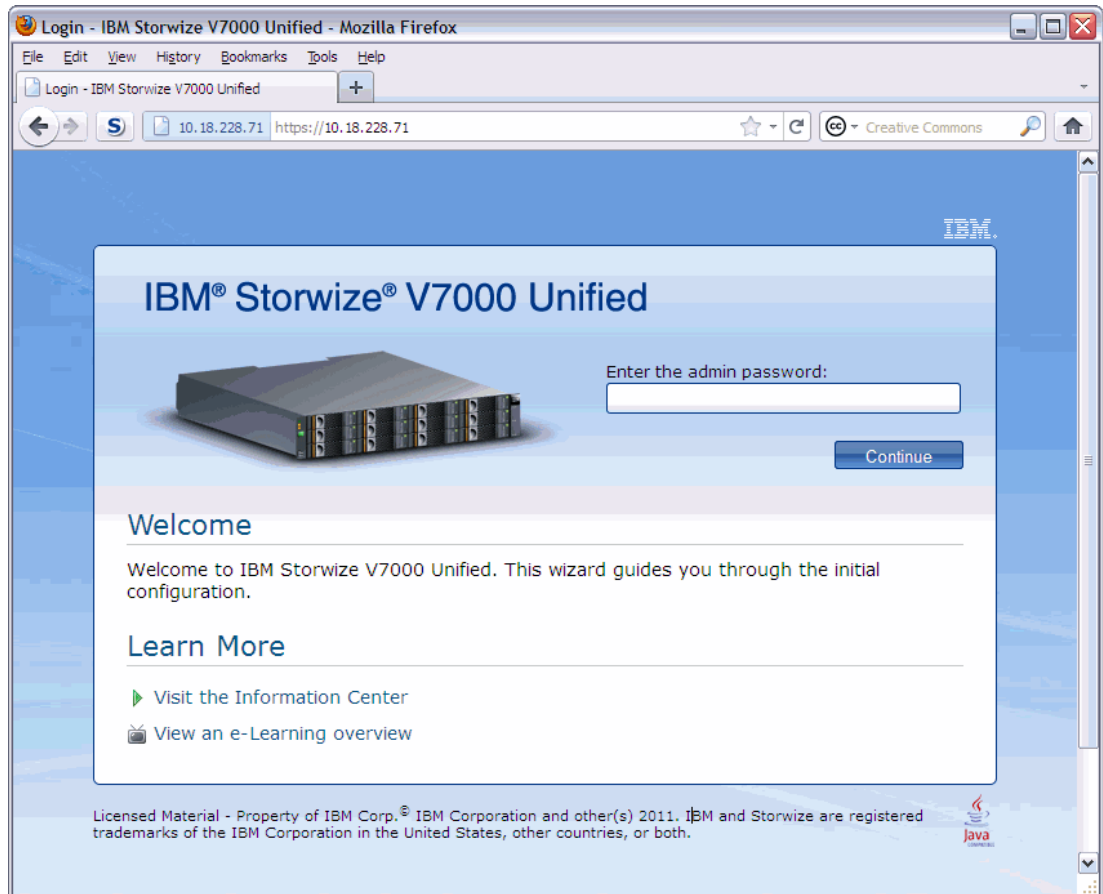 Login - IBM Storwize V7000 Unified - Mozilla Firefox
File Edit View History Bookmarks Tools Help
Login - IBM Storwize V7000 Unified
S 10.18.228.71 https://10.18.228.71 cc Creative Commons
IBM.
IBM® Storwize® V7000 Unified
Enter the admin password:
Continue
Welcome
Welcome to IBM Storwize V7000 Unified. This wizard guides you through the initial
configuration.
Learn More
Visit the Information Center
View an e-Learning overview
Licensed Material - Property of IBM Corp.© IBM Corporation and other(s) 2011. IBM and Storwize are registered
trademarks of the IBM Corporation in the United States, other countries, or both.
Java